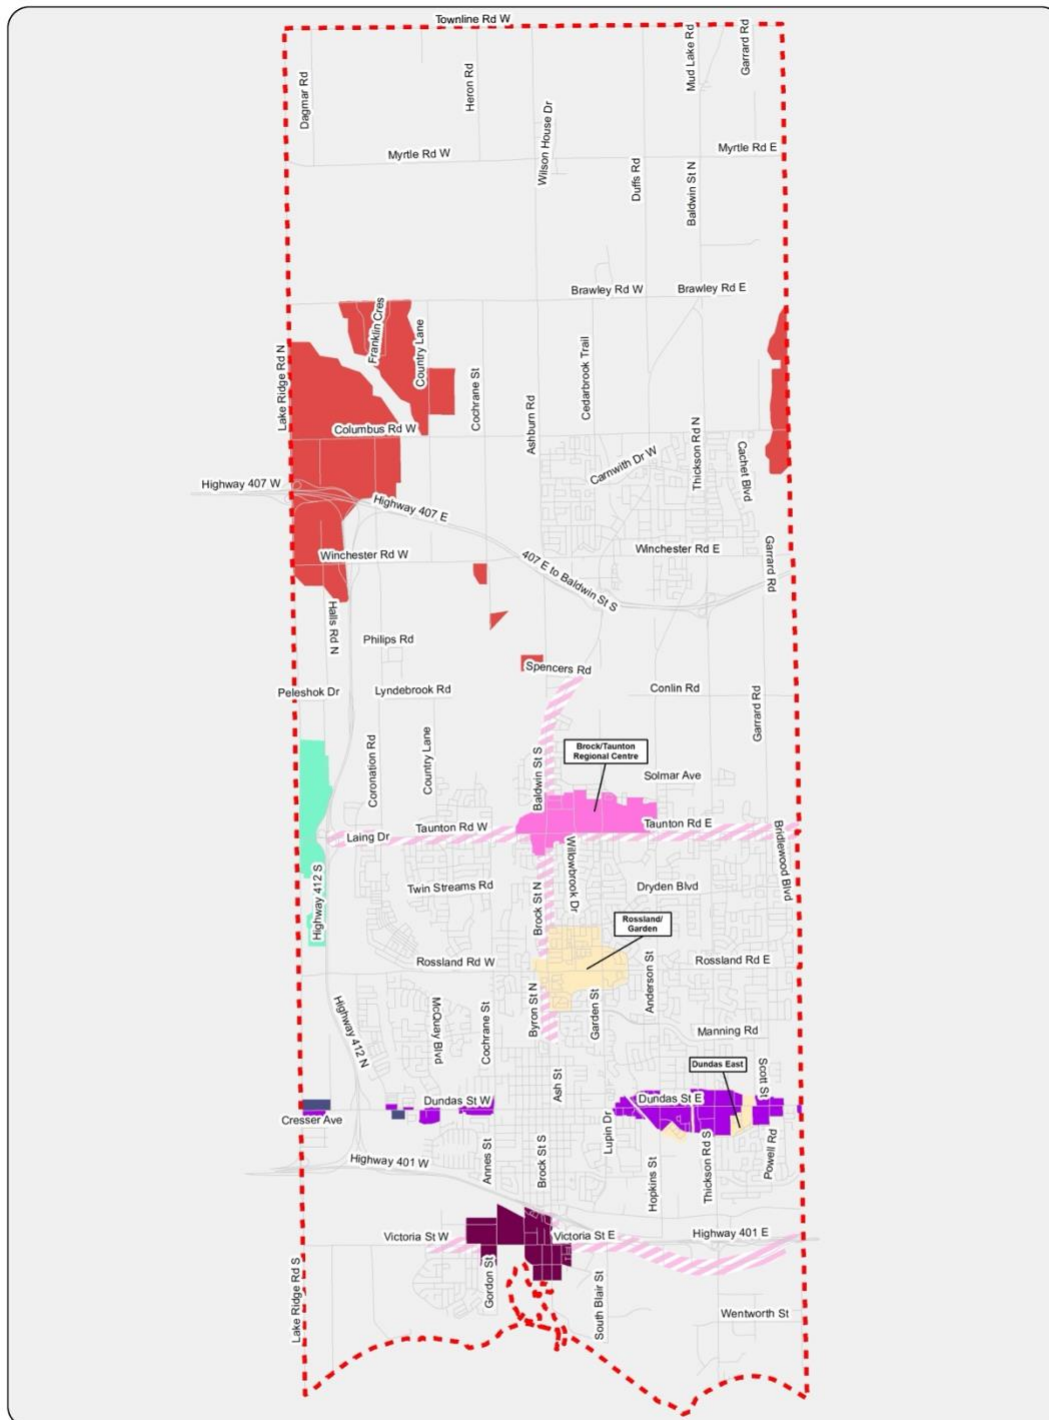 Townline Rd W
Dagmar Rd
Heron Rd
Wilson House Dr
Mud Lake Rd
Garrard Rd
Myrtle Rd W
Myrtle Rd E
Duffs Rd
Baldwin St N
Brawley Rd W
Brawley Rd E
Lake Ridge Rd N
Franklin Cres
Country Lane
Cochrane St
Ashburn Rd
Cedarbrook Trail
Columbus Rd W
Carnwith Dr W
Thickson Rd N
Cachet Blvd
Highway 407 W
Highway 407 E
Winchester Rd W
407 E to Baldwin St S
Winchester Rd E
Garrard Rd
Halls Rd N
Philips Rd
Spencers Rd
Peleshok Dr
Lyndebrook Rd
Conlin Rd
Garrard Rd
Coronation Rd
Country Lane
Baldwin St S
Brock/Taunton
Regional Centre
Solmar Ave
Laing Dr
Taunton Rd W
Taunton Rd E
Bridlewood Blvd
Highway 412 S
Twin Streams Rd
Brock St N
Willowbrook Dr
Dryden Blvd
Rossland/
Garden
Rossland Rd W
Anderson St
Rossland Rd E
Highway 412 N
McQuay Blvd
Cochrane St
Byron St N
Garden St
Manning Rd
Dundas East
Scott St
Ash St
Dundas St W
Dundas St E
Cresser Ave
Lupin Dr
Highway 401 W
Annes St
Brock St S
Hopkins St
Thickson Rd S
Powell Rd
Victoria St W
Victoria St E
Highway 401 E
Lake Ridge Rd S
Gordon St
South Blair St
Wentworth St